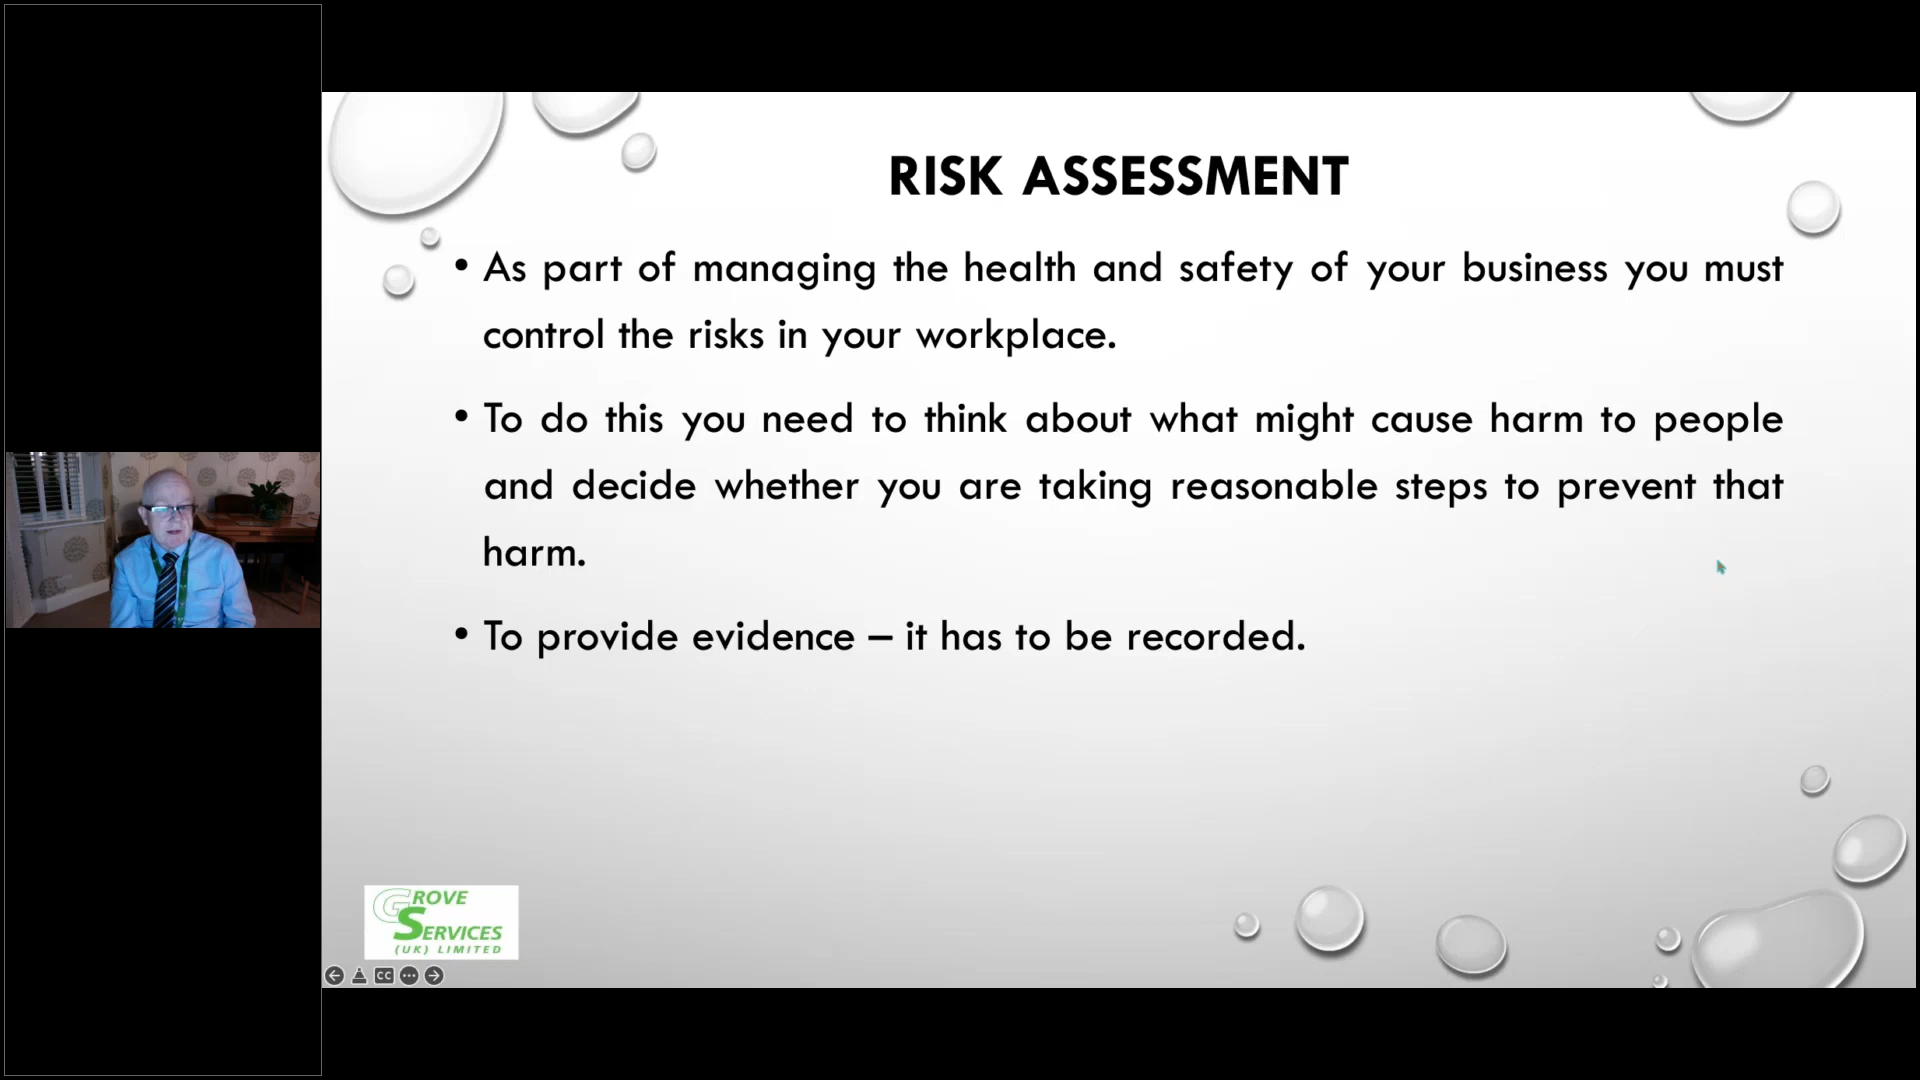 RISK ASSESSMENT
• As part of managing the health and safety of your business you must
control the risks in your workplace.
• To do this you need to think about what might cause harm to people
and decide whether you are taking reasonable steps to prevent that
harm.
• To provide evidence – it has to be recorded.
GROVE
SERVICES
(UK) LIMITED
CC